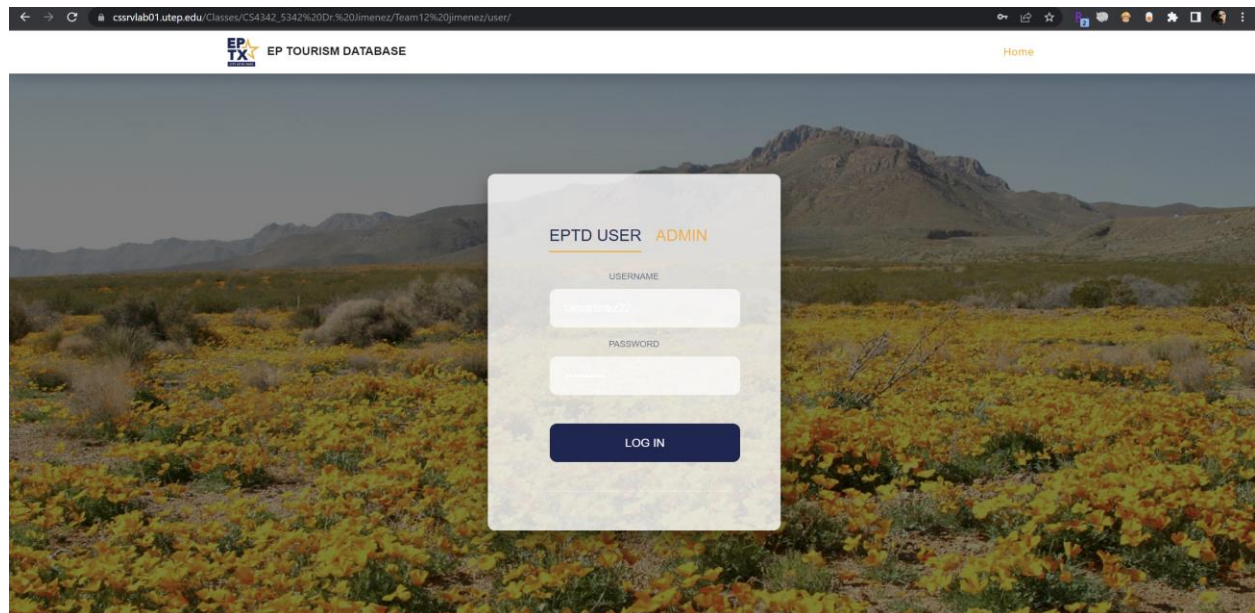 cssrvlab01.utep.edu/Classes/CS4342_5342%20Dr.%20Jimenez/Team12%20jimenez/user/
EP
TX
EP TOURISM DATABASE
Home
EPTD USER ADMIN
USERNAME
PASSWORD
LOG IN